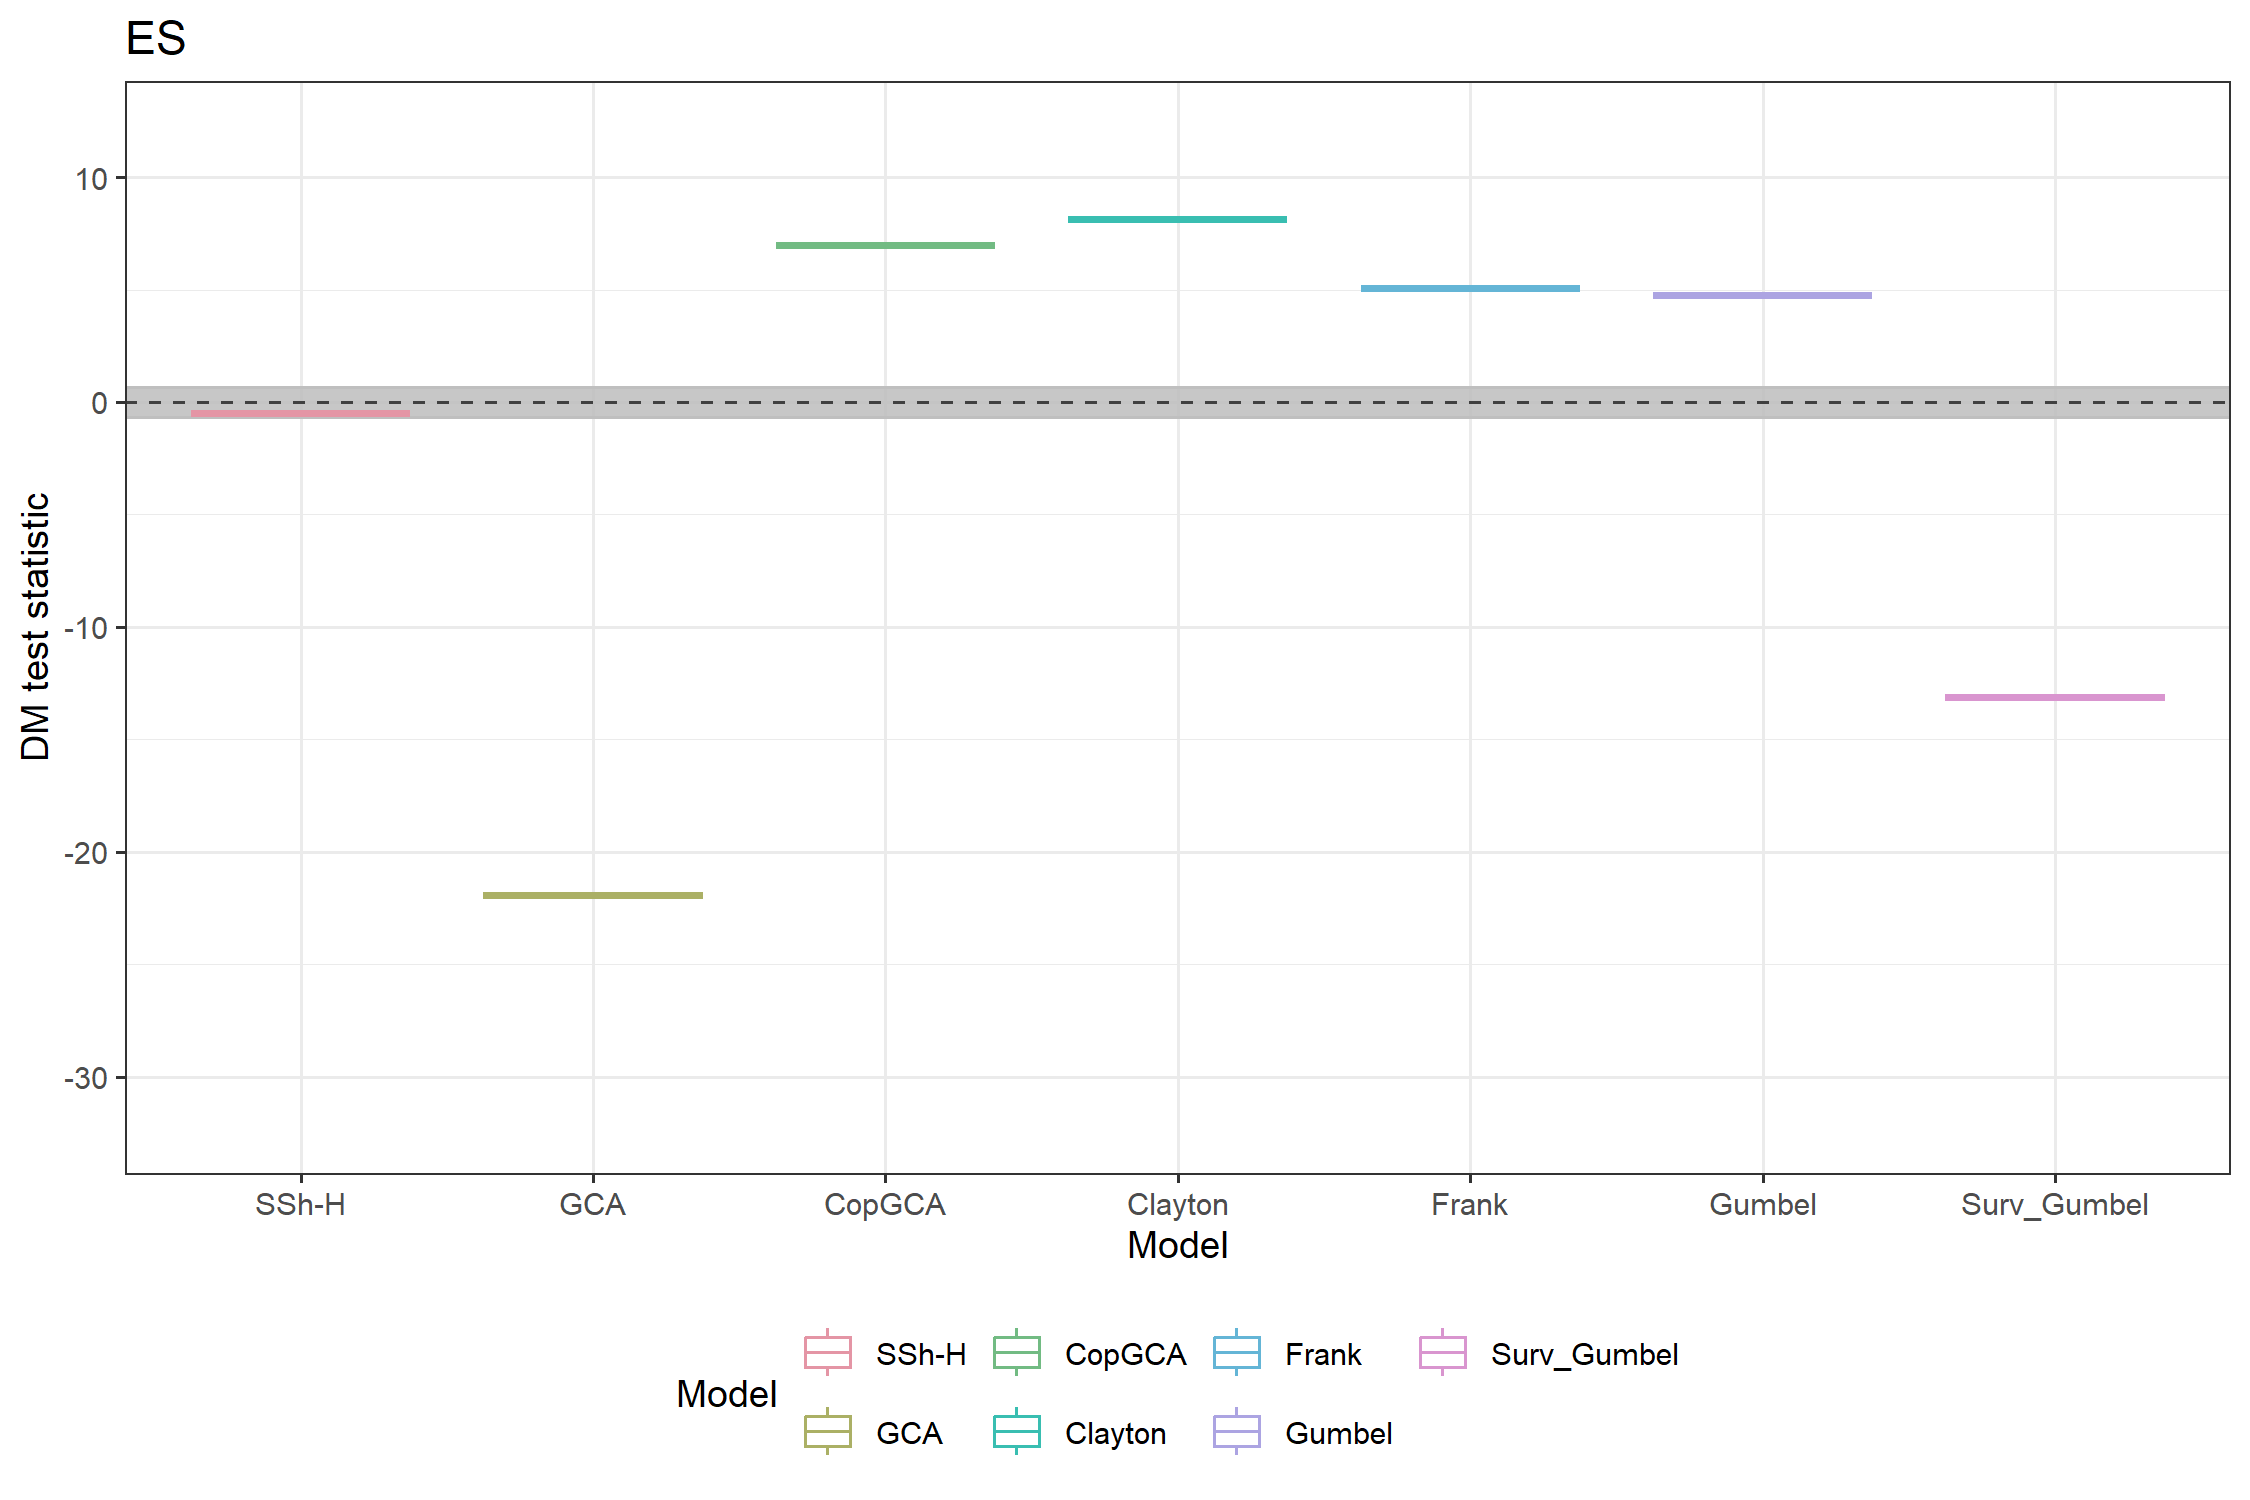 ES
DM test statistic
10
0
-10
-20
-30
SSh-H GCA CopGCA Clayton Frank Gumbel Surv_Gumbel
Model
Model
SSh-H CopGCA Frank Surv_Gumbel
GCA Clayton Gumbel